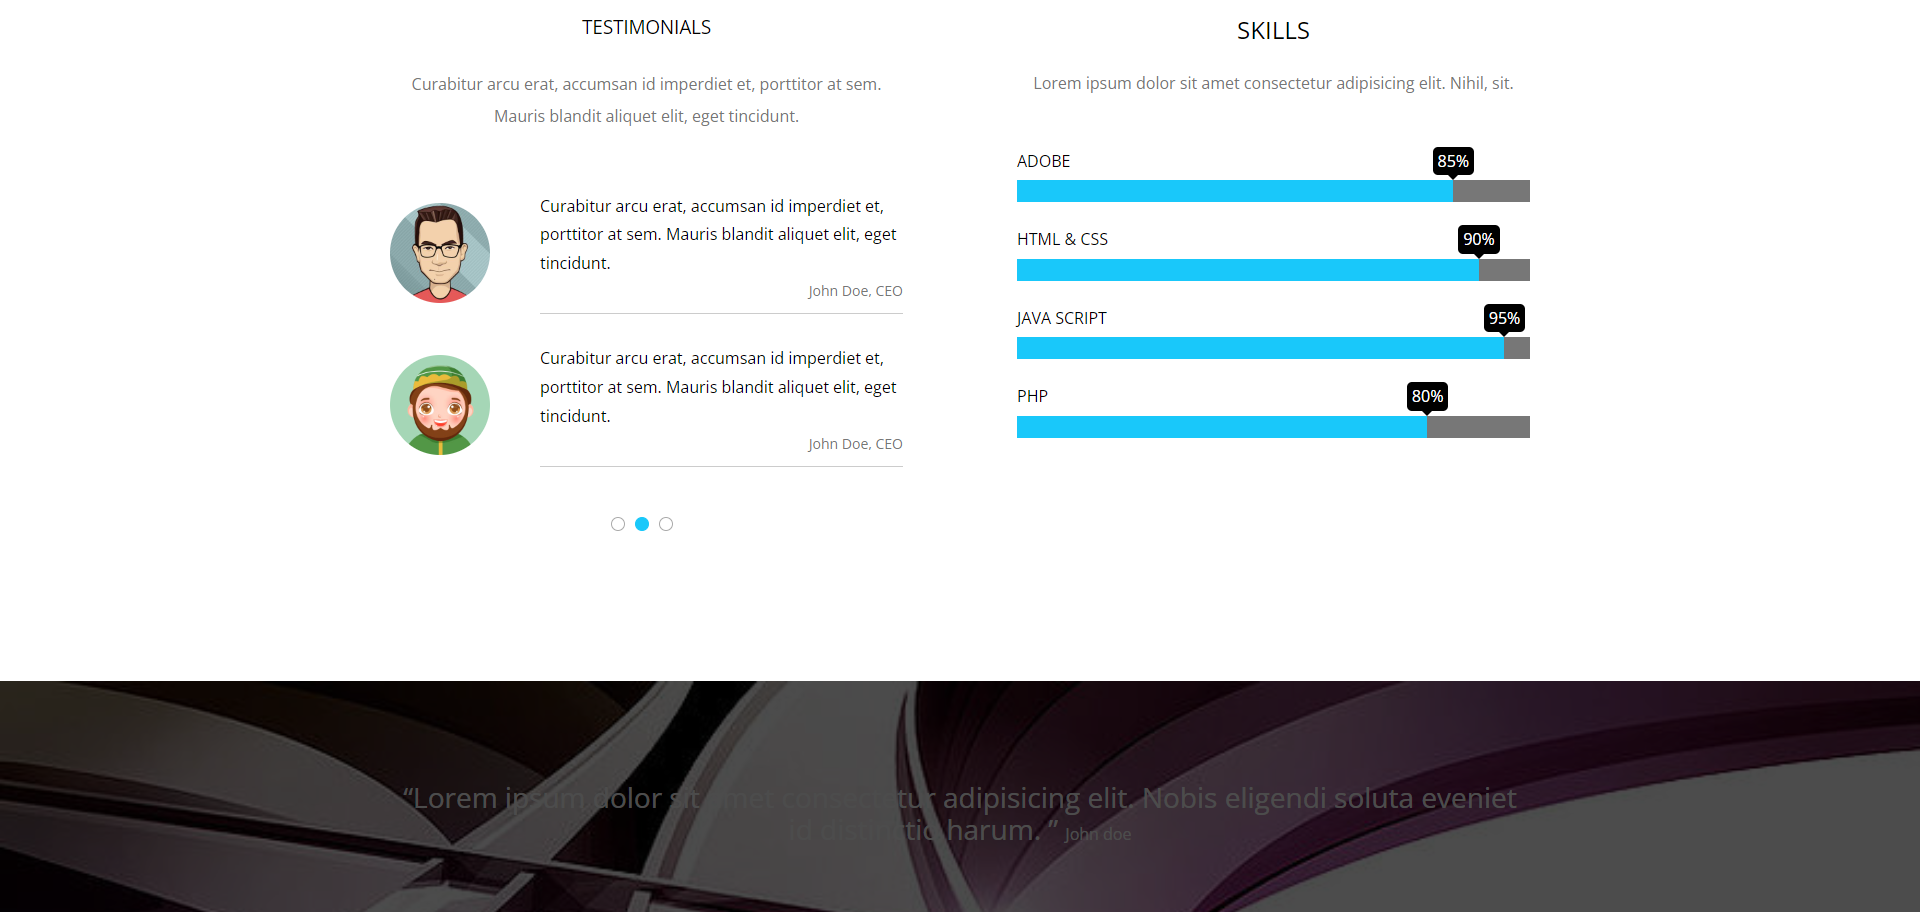 TESTIMONIALS
Curabitur arcu erat, accumsan id imperdiet et, porttitor at sem.
Mauris blandit aliquet elit, eget tincidunt.
Curabitur arcu erat, accumsan id imperdiet et,
porttitor at sem. Mauris blandit aliquet elit, eget
tincidunt.
John Doe, CEO
Curabitur arcu erat, accumsan id imperdiet et,
porttitor at sem. Mauris blandit aliquet elit, eget
tincidunt.
John Doe, CEO
SKILLS
Lorem ipsum dolor sit amet consectetur adipisicing elit. Nihil, sit.
ADOBE
85%
HTML & CSS
90%
JAVA SCRIPT
95%
PHP
80%
“Lorem ipsum dolor sit amet consectetur adipisicing elit. Nobis eligendi soluta eveniet
id distinctio harum. ” John doe